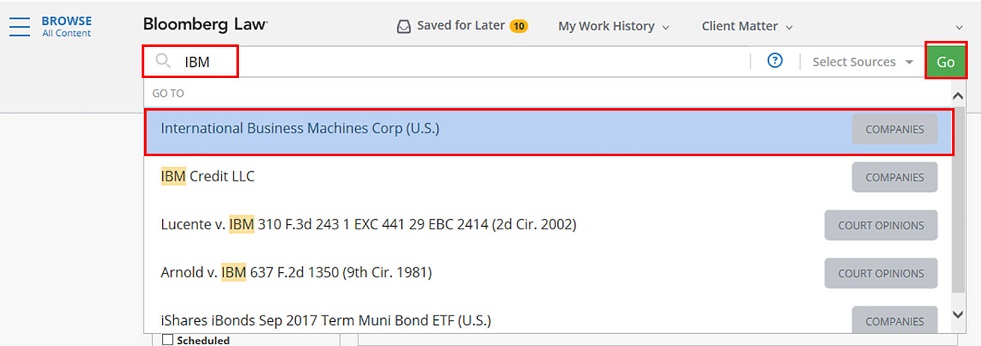 BROWSE
All Content
Bloomberg Law®
Saved for Later 10
My Work History
Client Matter
IBM
?
Select Sources
Go
GO TO
International Business Machines Corp (U.S.) COMPANIES
IBM Credit LLC COMPANIES
Lucente v. IBM 310 F.3d 243 1 EXC 441 29 EBC 2414 (2d Cir. 2002) COURT OPINIONS
Arnold v. IBM 637 F.2d 1350 (9th Cir. 1981) COURT OPINIONS
iShares iBonds Sep 2017 Term Muni Bond ETF (U.S.) COMPANIES
Scheduled